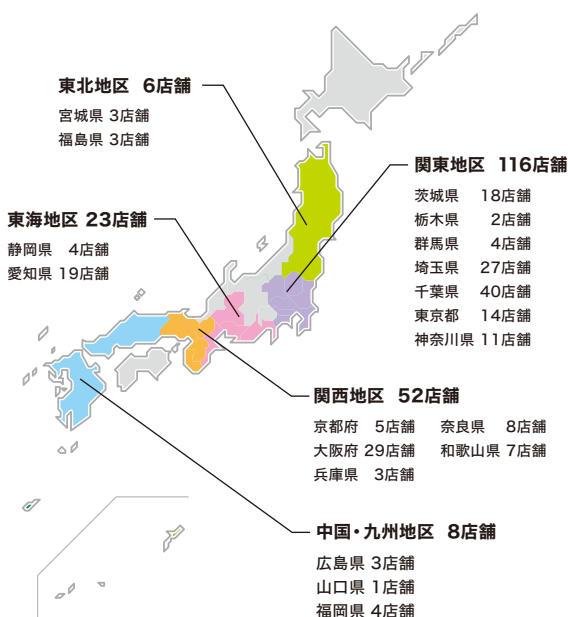 東北地区 6店舗
宮城県 3店舗
福島県 3店舗
関東地区 116店舗
茨城県 18店舗
栃木県 2店舗
群馬県 4店舗
埼玉県 27店舗
千葉県 40店舗
東京都 14店舗
神奈川県 11店舗
東海地区 23店舗
静岡県 4店舗
愛知県 19店舗
関西地区 52店舗
京都府 5店舗 奈良県 8店舗
大阪府 29店舗 和歌山県 7店舗
兵庫県 3店舗
中国・九州地区 8店舗
広島県 3店舗
山口県 1店舗
福岡県 4店舗